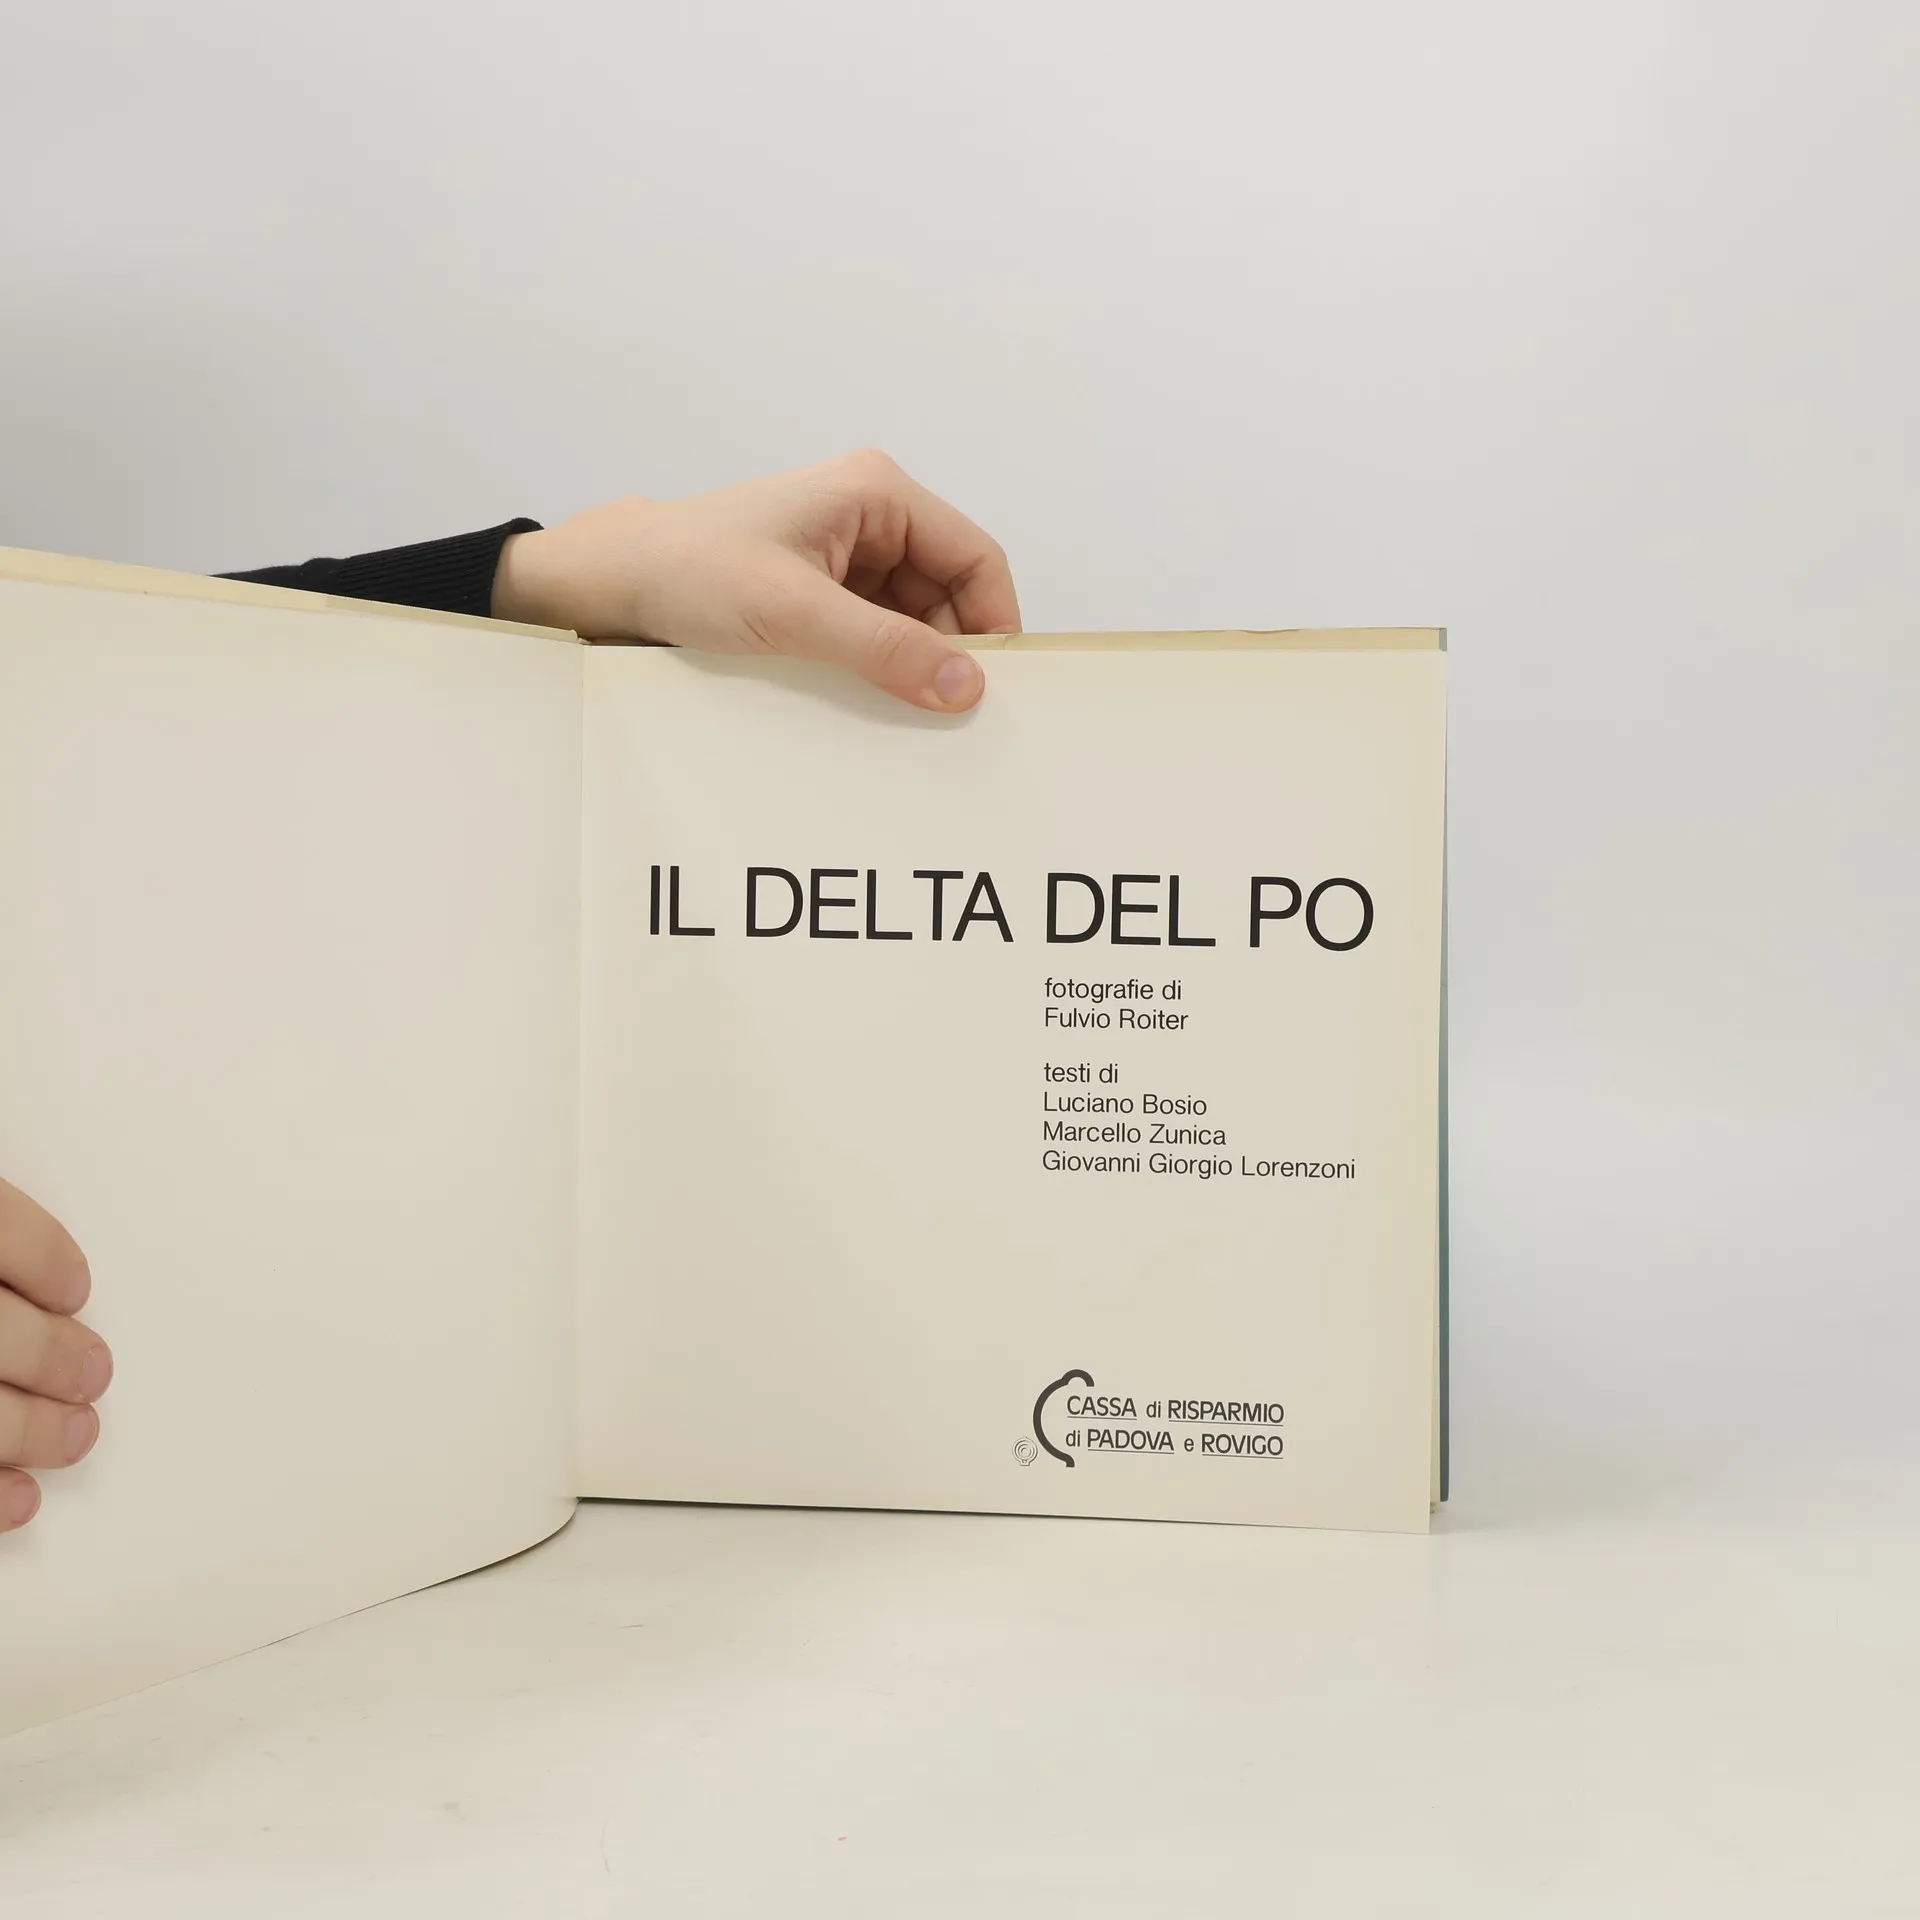 IL DELTA DEL PO
fotografie di
Fulvio Roiter
testi di
Luciano Bosio
Marcello Zunica
Giovanni Giorgio Lorenzoni
CASSA di RISPARMIO
di PADOVA e ROVIGO